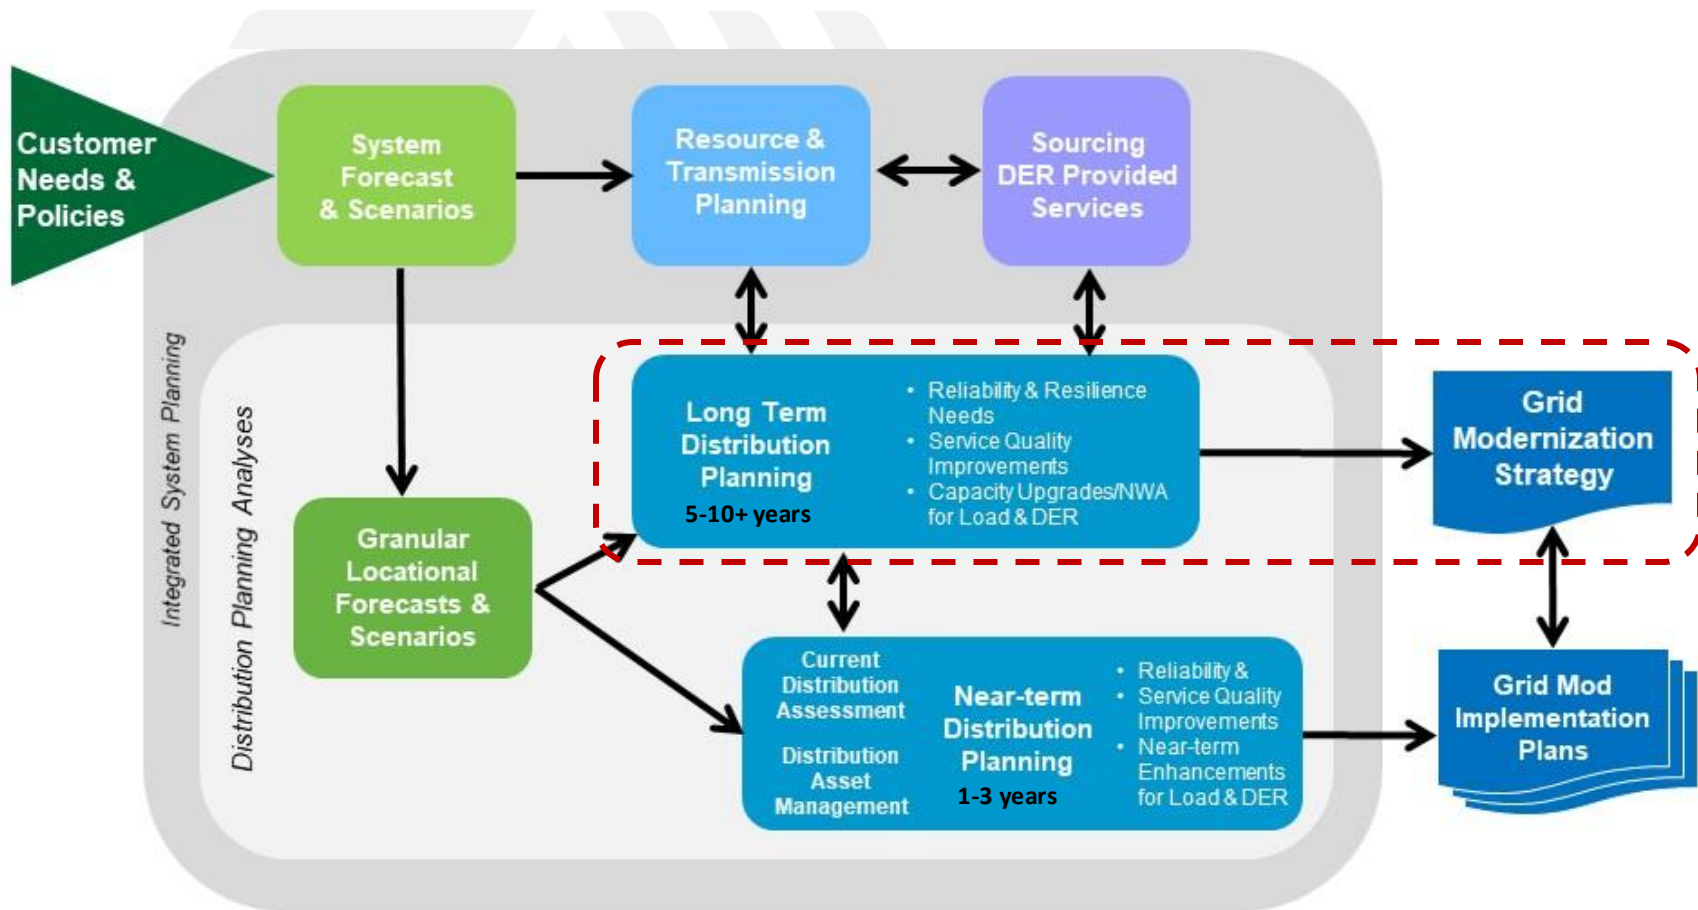 Customer
Needs &
Policies
System
Forecast
& Scenarios
Resource &
Transmission
Planning
Sourcing
DER Provided
Services
Integrated System Planning
Distribution Planning Analyses
Long Term
Distribution
Planning
5-10+ years
• Reliability & Resilience
Needs
• Service Quality
Improvements
• Capacity Upgrades/NWA
for Load & DER
Grid
Modernization
Strategy
Granular
Locational
Forecasts &
Scenarios
Current
Distribution
Assessment
Distribution
Asset
Management
Near-term
Distribution
Planning
1-3 years
• Reliability &
• Service Quality
Improvements
• Near-term
Enhancements
for Load & DER
Grid Mod
Implementation
Plans